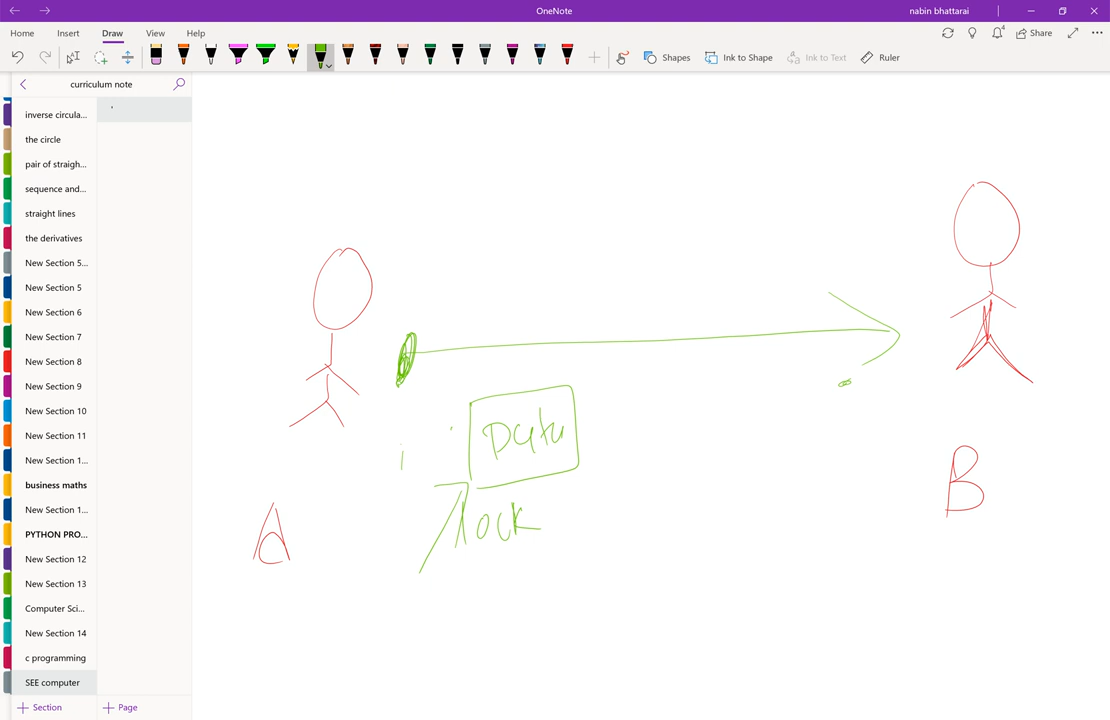 OneNote
nabin bhattarai
Home Insert Draw View Help
Share
Shapes
Ink to Shape
Ink to Text
Ruler
curriculum note
inverse circula...
the circle
pair of straigh...
sequence and...
straight lines
the derivatives
New Section 5...
New Section 5
New Section 6
New Section 7
New Section 8
New Section 9
New Section 10
New Section 11
New Section 1...
business maths
New Section 1...
PYTHON PRO...
New Section 12
New Section 13
Computer Sci...
New Section 14
c programming
SEE computer
Section
Page
Data
lock
A
B